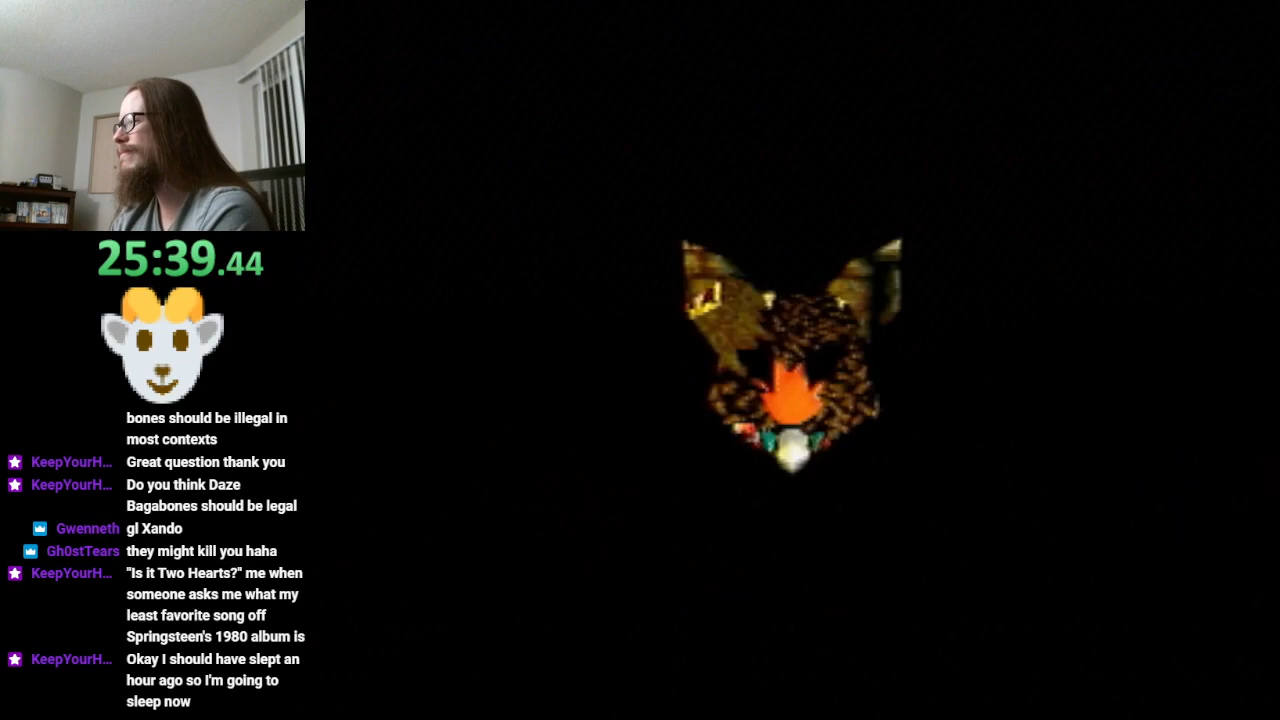 25:39.44
bones should be illegal in
most contexts
KeepYourH... Great question thank you
KeepYourH... Do you think Daze
Bagabones should be legal
Gwenneth gl Xando
Gh0stTears they might kill you haha
KeepYourH... "Is it Two Hearts?" me when
someone asks me what my
least favorite song off
Springsteen's 1980 album is
KeepYourH... Okay I should have slept an
hour ago so I'm going to
sleep now